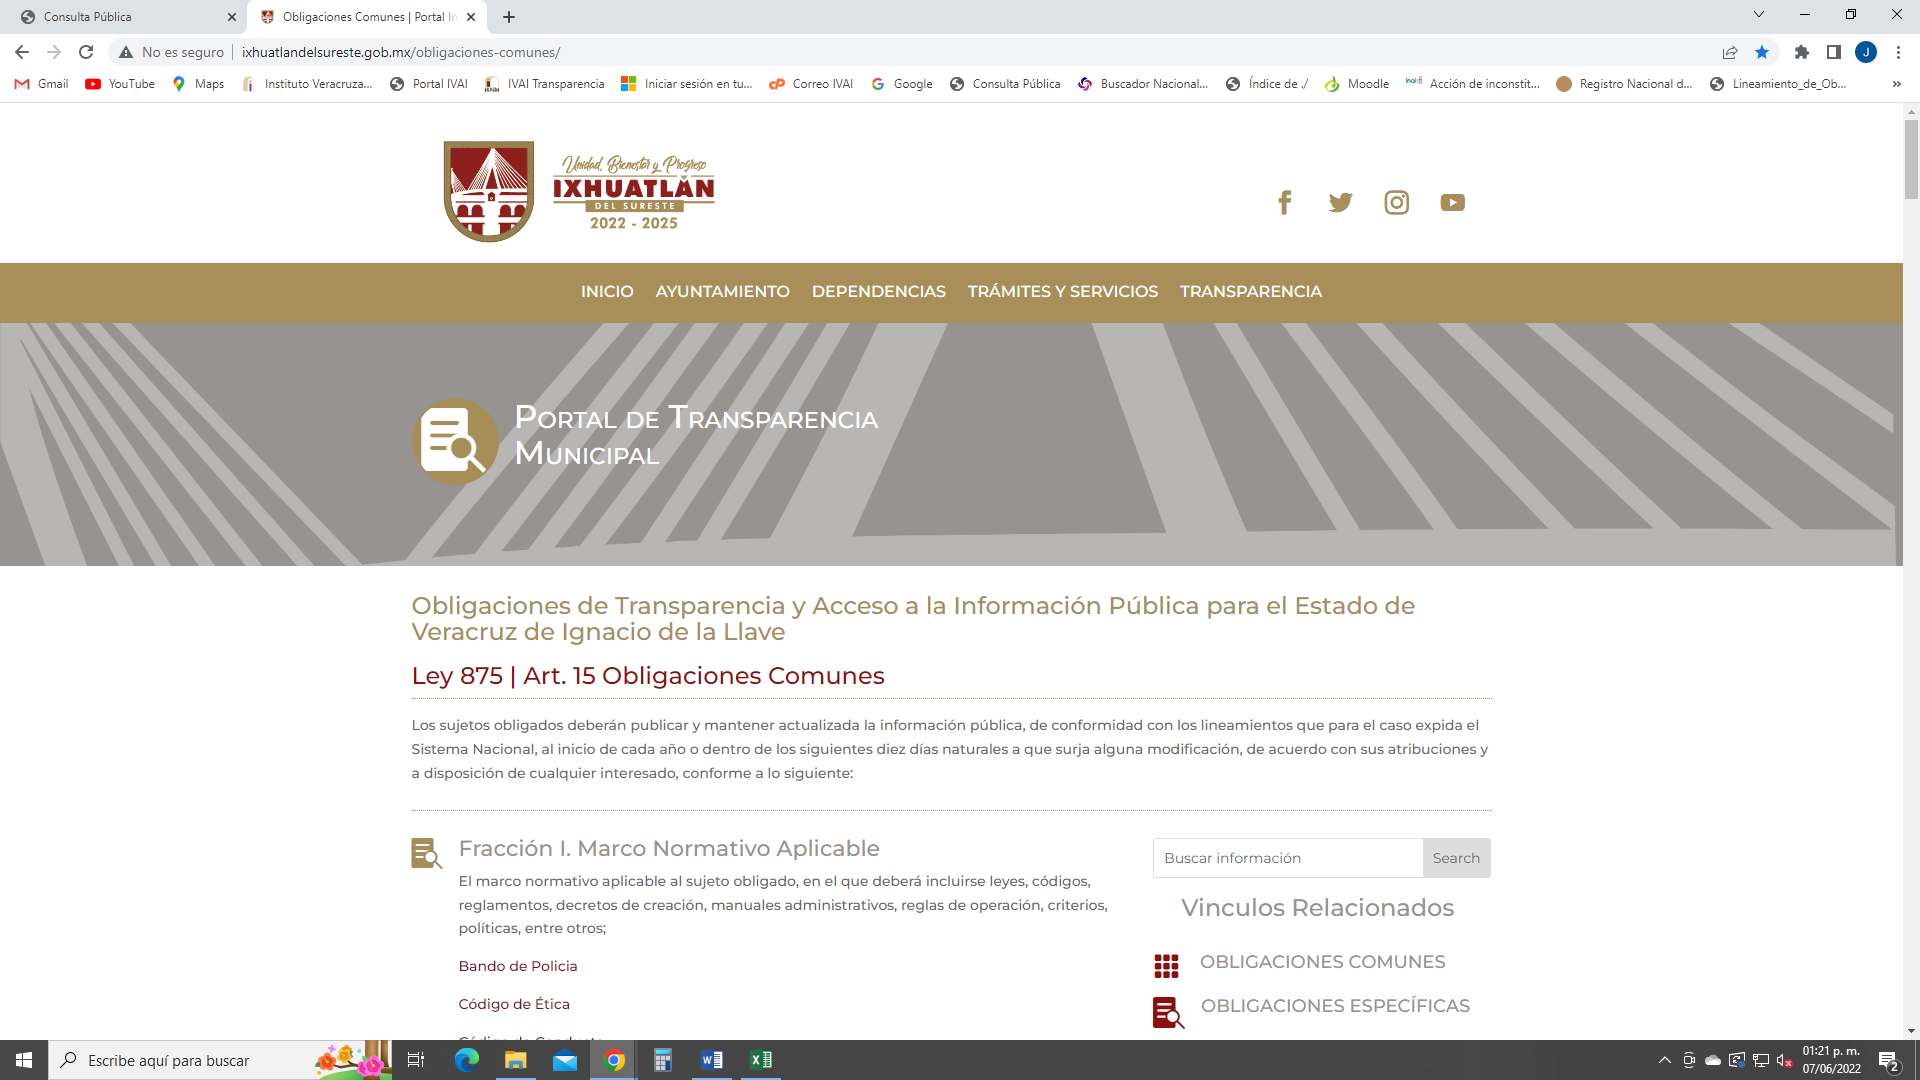 Consulta Pública
Obligaciones Comunes | Portal In
No es seguro
ixhuatlandelsureste.gob.mx/obligaciones-comunes/
J
Gmail
YouTube
Maps
Instituto Veracruza...
Portal IVAI
IVAI Transparencia
Iniciar sesión en tu...
Correo IVAI
Google
Consulta Pública
Buscador Nacional...
Índice de ./
Moodle
Acción de inconstit...
Registro Nacional d...
Lineamiento_de_Ob...
»
Unidad, Bienestar y Progreso
IXHUATLÁN
DEL SURESTE
2022 - 2025
INICIO
AYUNTAMIENTO
DEPENDENCIAS
TRÁMITES Y SERVICIOS
TRANSPARENCIA
Portal de Transparencia
Municipal
Obligaciones de Transparencia y Acceso a la Información Pública para el Estado de
Veracruz de Ignacio de la Llave
Ley 875 | Art. 15 Obligaciones Comunes
Los sujetos obligados deberán publicar y mantener actualizada la información pública, de conformidad con los lineamientos que para el caso expida el
Sistema Nacional, al inicio de cada año o dentro de los siguientes diez días naturales a que surja alguna modificación, de acuerdo con sus atribuciones y
a disposición de cualquier interesado, conforme a lo siguiente:
Fracción I. Marco Normativo Aplicable
El marco normativo aplicable al sujeto obligado, en el que deberá incluirse leyes, códigos,
reglamentos, decretos de creación, manuales administrativos, reglas de operación, criterios,
políticas, entre otros;
Bando de Policia
Código de Ética
Código de Conducta
Buscar información
Search
Vinculos Relacionados
OBLIGACIONES COMUNES
OBLIGACIONES ESPECÍFICAS
Escribe aquí para buscar
01:21 p. m.
07/06/2022
2